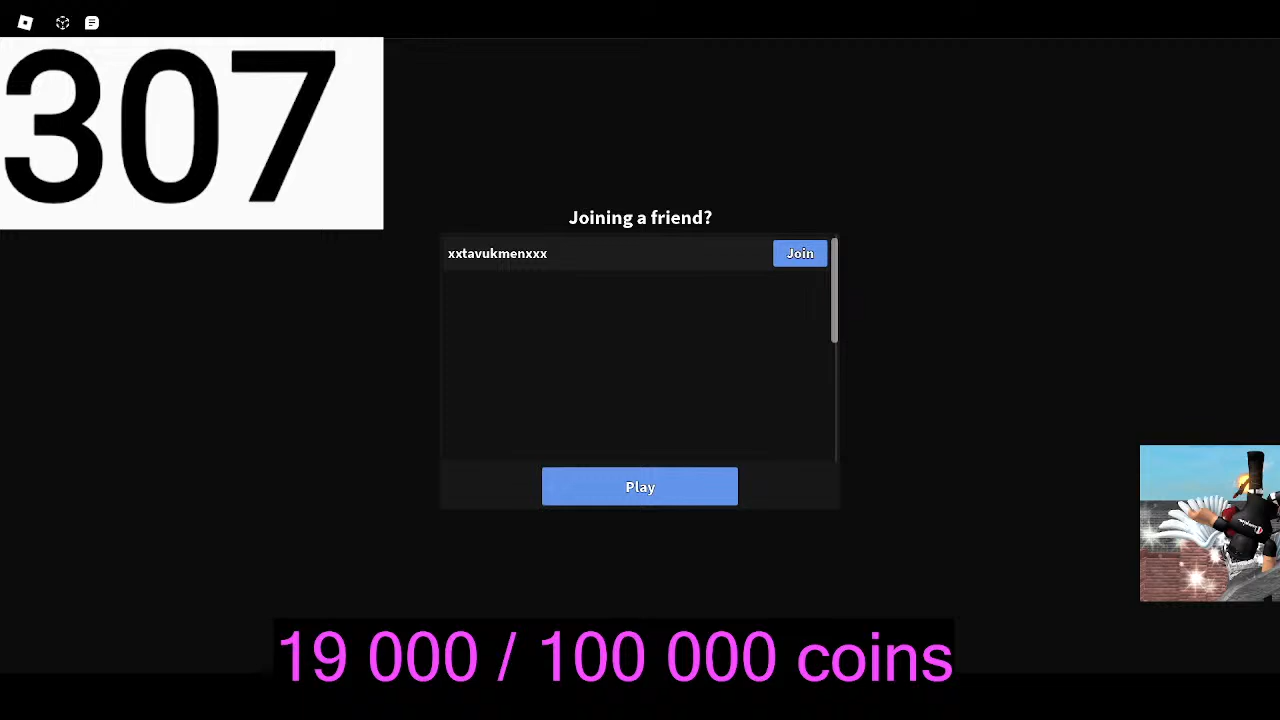 307
Joining a friend?
xxtavukmenxxx
Join
Play
19 000 / 100 000 coins